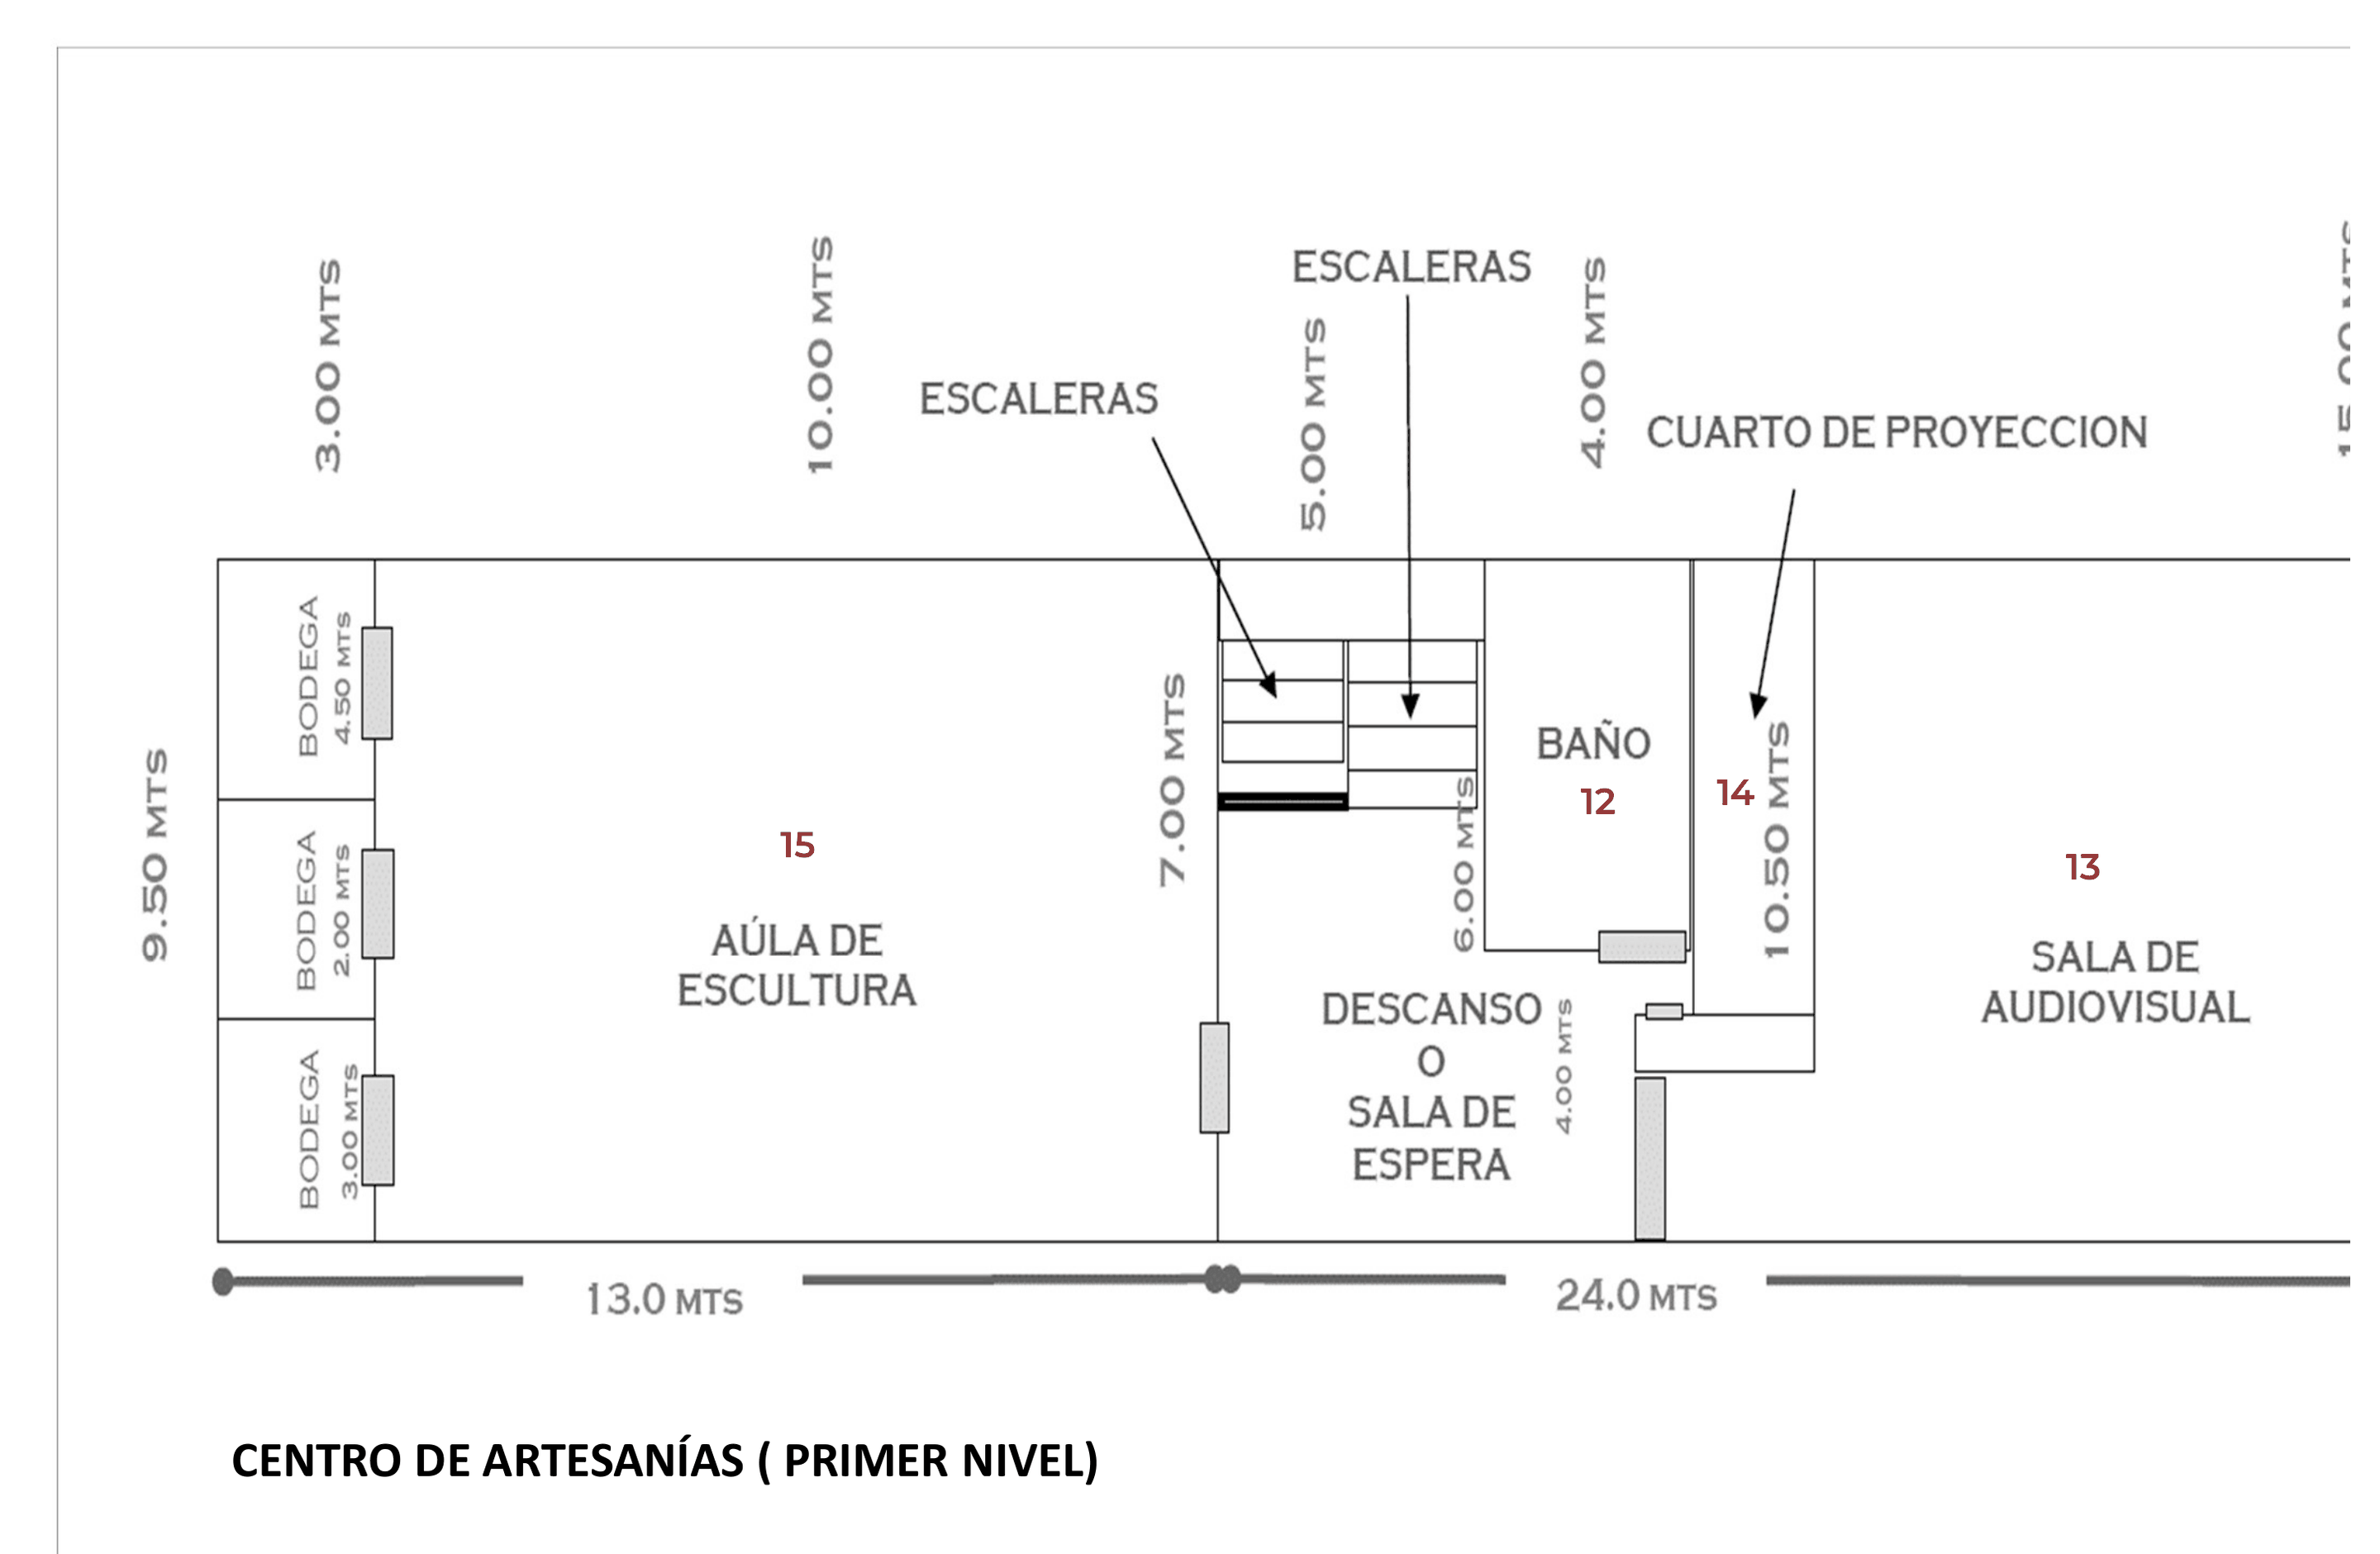 ESCALERAS
3.00 MTS
10.00 MTS
ESCALERAS
5.00 MTS
4.00 MTS
CUARTO DE PROYECCION
BODEGA
4.50 MTS
BODEGA
2.00 MTS
BODEGA
3.00 MTS
9.50 MTS
15
AÚLA DE
ESCULTURA
7.00 MTS
6.00 MTS
BAÑO
12
14
10.50 MTS
13
SALA DE
AUDIOVISUAL
DESCANSO
O
SALA DE
ESPERA
4.00 MTS
13.0 MTS
24.0 MTS
CENTRO DE ARTESANÍAS ( PRIMER NIVEL)